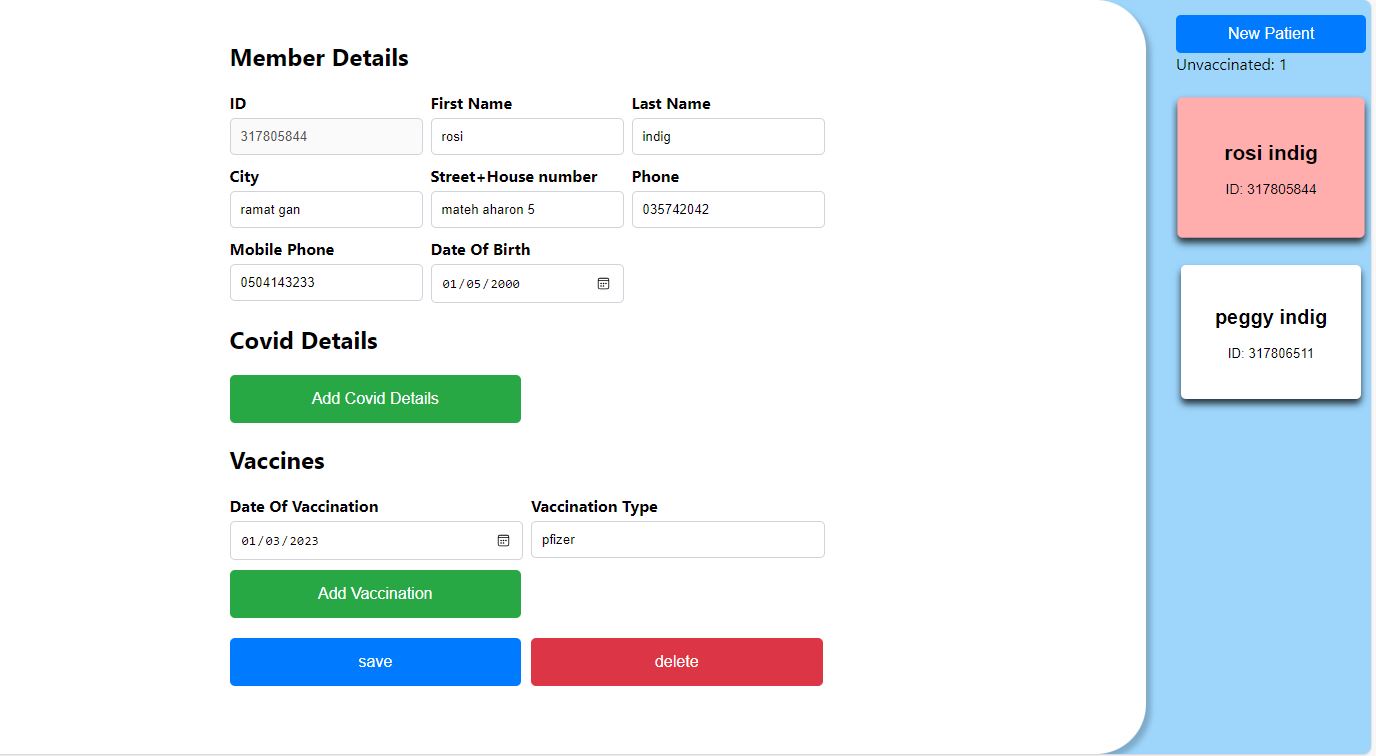 Member Details
ID First Name Last Name
317805844 rosi indig
City Street+House number Phone
ramat gan mateh aharon 5 035742042
Mobile Phone Date Of Birth
0504143233 01/05/2000
Covid Details
Add Covid Details
Vaccines
Date Of Vaccination Vaccination Type
01/03/2023 pfizer
Add Vaccination
save delete
New Patient
Unvaccinated: 1
rosi indig
ID: 317805844
peggy indig
ID: 317806511